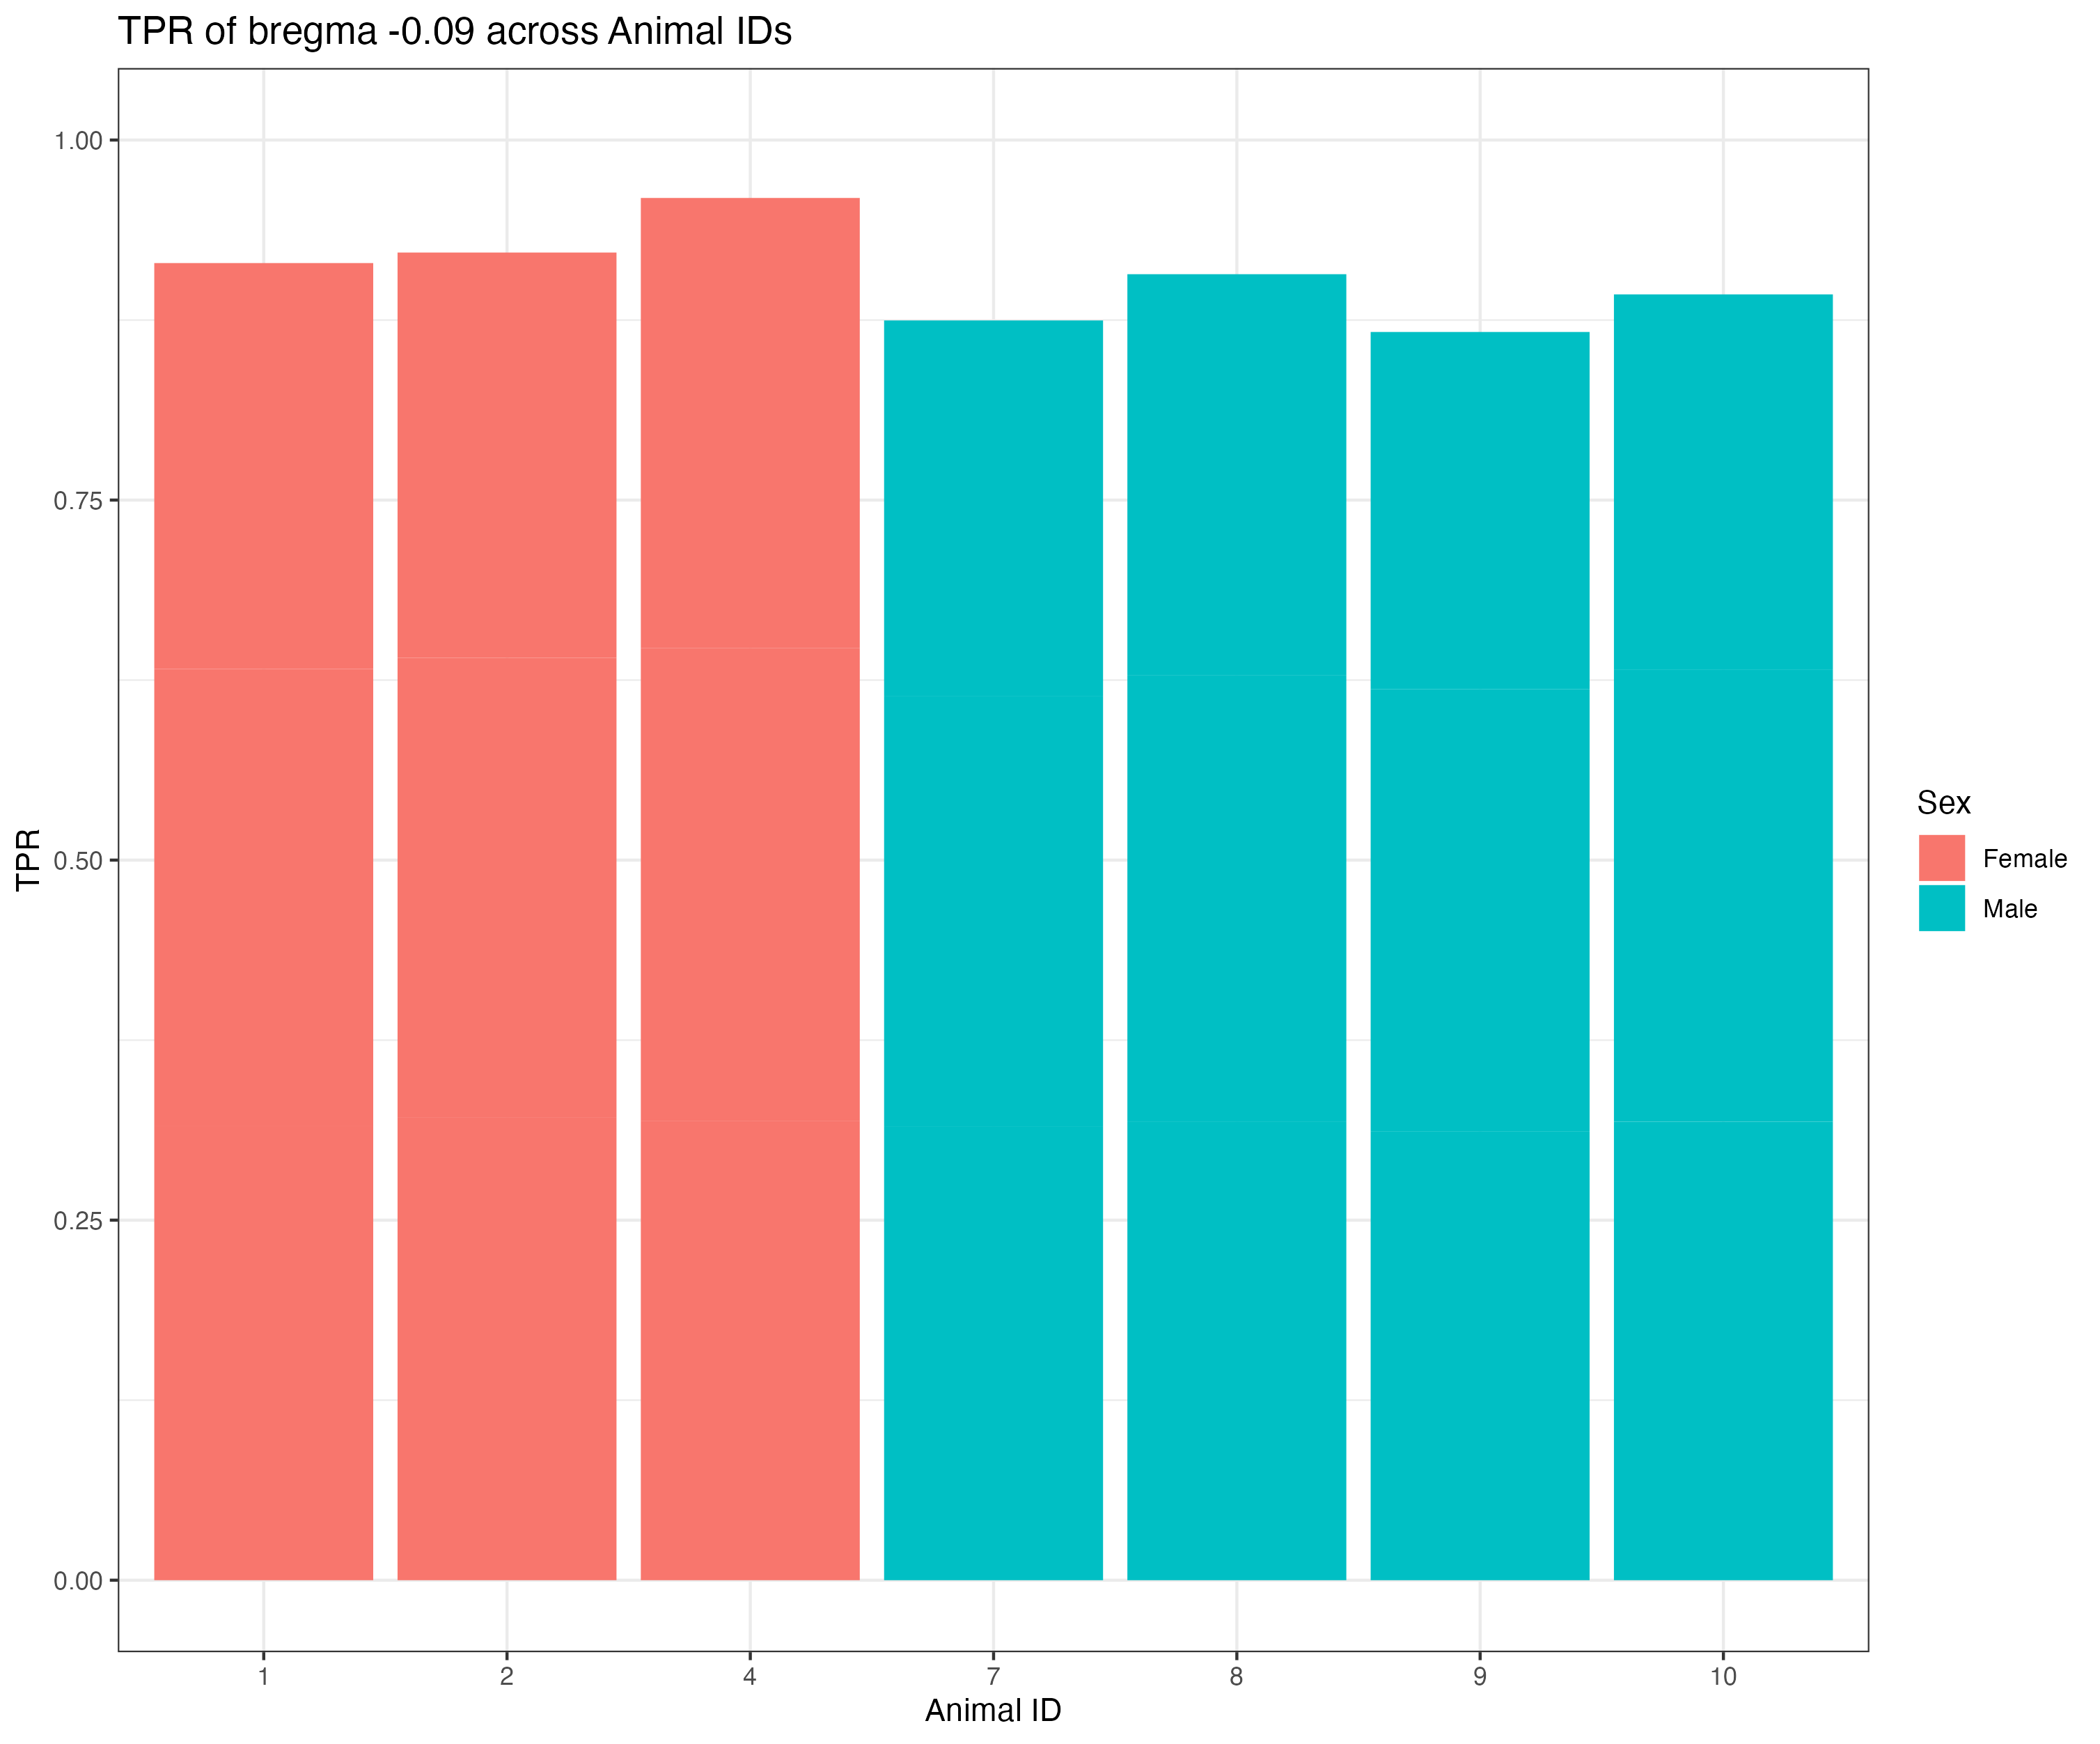 TPR of bregma -0.09 across Animal IDs
1.00
0.75
0.50
0.25
0.00
TPR
1 2 4 7 8 9 10
Animal ID
Sex
Female
Male